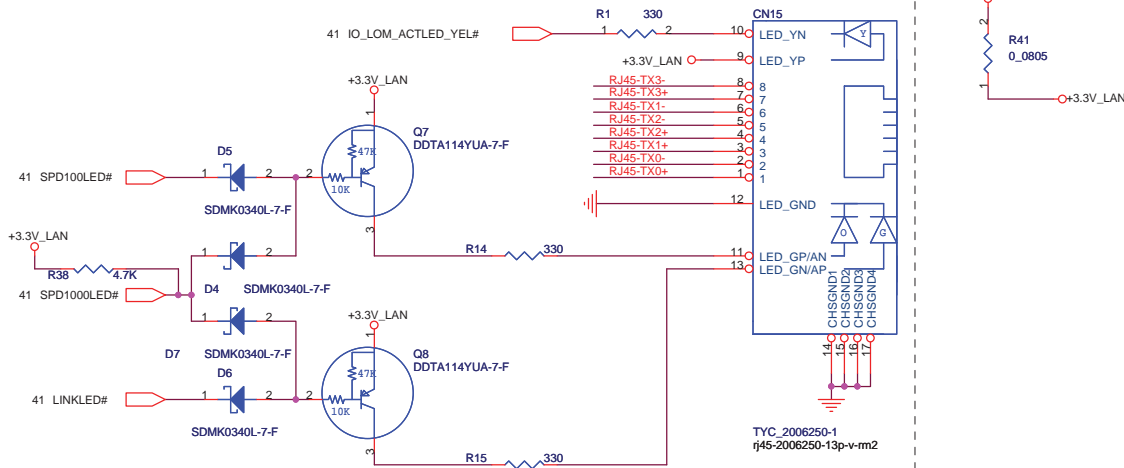 R1 330
CN15
41 IO_LOM_ACTLED_YEL#
1 2
10 LED_YN
Y
+3.3V_LAN
9 LED_YP
RJ45-TX3- 8 8
RJ45-TX3+ 7 7
RJ45-TX1- 6 6
RJ45-TX2- 5 5
RJ45-TX2+ 4 4
RJ45-TX1+ 3 3
RJ45-TX0- 2 2
RJ45-TX0+ 1 1
12 LED_GND
O G
11 LED_GP/AN
13 LED_GN/AP
CHSGND1
CHSGND2
CHSGND3
CHSGND4
14
15
16
17
TYC_2006250-1
rj45-2006250-13p-v-rm2
2
R41
0_0805
1
+3.3V_LAN
+3.3V_LAN
1
Q7
DDTA114YUA-7-F
47K
10K
2
3
D5
41 SPD100LED# 1 2
SDMK0340L-7-F
+3.3V_LAN
R38 4.7K
1 2
D4 SDMK0340L-7-F
41 SPD1000LED#
1 2
D7 SDMK0340L-7-F
D6
41 LINKLED# 1 2
SDMK0340L-7-F
+3.3V_LAN
1
Q8
DDTA114YUA-7-F
47K
10K
2
3
R14 330
R15 330